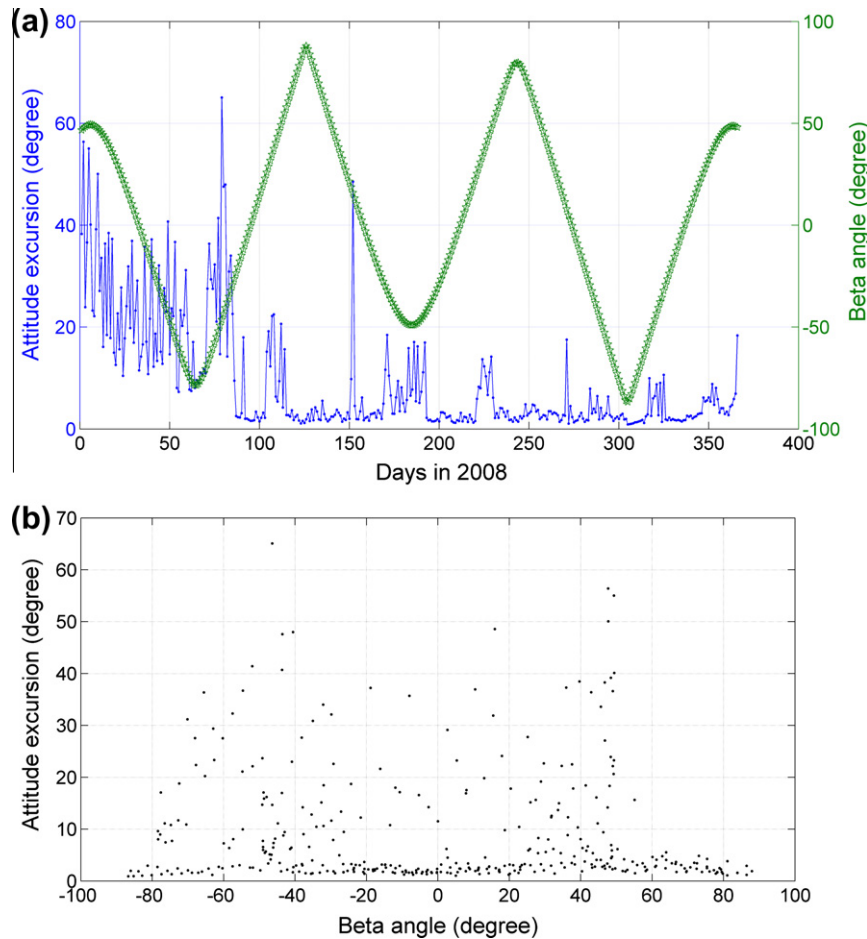 (a)
80
60
40
20
0
Attitude excursion (degree)
100
50
0
-50
-100
Beta angle (degree)
0 50 100 150 200 250 300 350 400
Days in 2008
(b)
70
60
50
40
30
20
10
0
Attitude excursion (degree)
-100 -80 -60 -40 -20 0 20 40 60 80 100
Beta angle (degree)